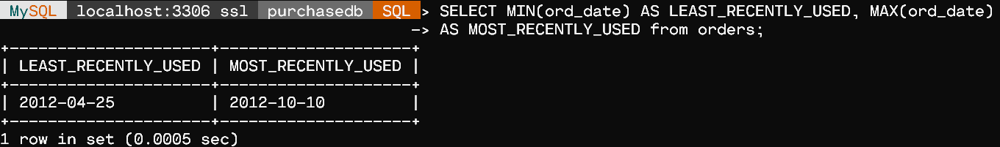 MySQL localhost:3306 ssl purchasedb SQL > SELECT MIN(ord_date) AS LEAST_RECENTLY_USED, MAX(ord_date)
-> AS MOST_RECENTLY_USED from orders;
+---------------------+--------------------+
| LEAST_RECENTLY_USED | MOST_RECENTLY_USED |
+---------------------+--------------------+
| 2012-04-25          | 2012-10-10         |
+---------------------+--------------------+
1 row in set (0.0005 sec)